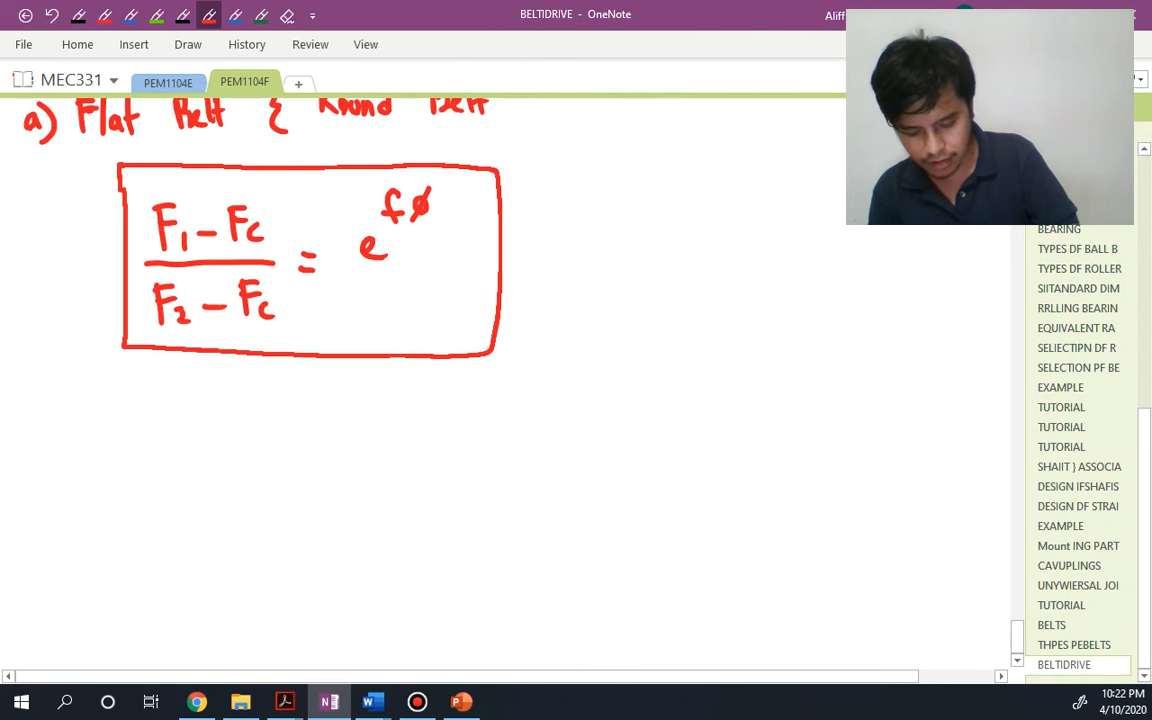 BELTIDRIVE - OneNote
Aliff
File Home Insert Draw History Review View
MEC331
PEM1104E
PEM1104F
a) Flat Belt & Round Belt
F1 - Fc / F2 - Fc = e^fø
BEARING
TYPES DF BALL B
TYPES DF ROLLER
SIITANDARD DIM
RRLLING BEARIN
EQUIVALENT RA
SELIECTIPN DF R
SELECTION PF BE
EXAMPLE
TUTORIAL
TUTORIAL
TUTORIAL
SHAIIT } ASSOCIA
DESIGN IFSHAFIS
DESIGN DF STRAI
EXAMPLE
Mount ING PART
CAVUPLINGS
UNYWIERSAL JOI
TUTORIAL
BELTS
THPES PEBELTS
BELTIDRIVE
10:22 PM
4/10/2020